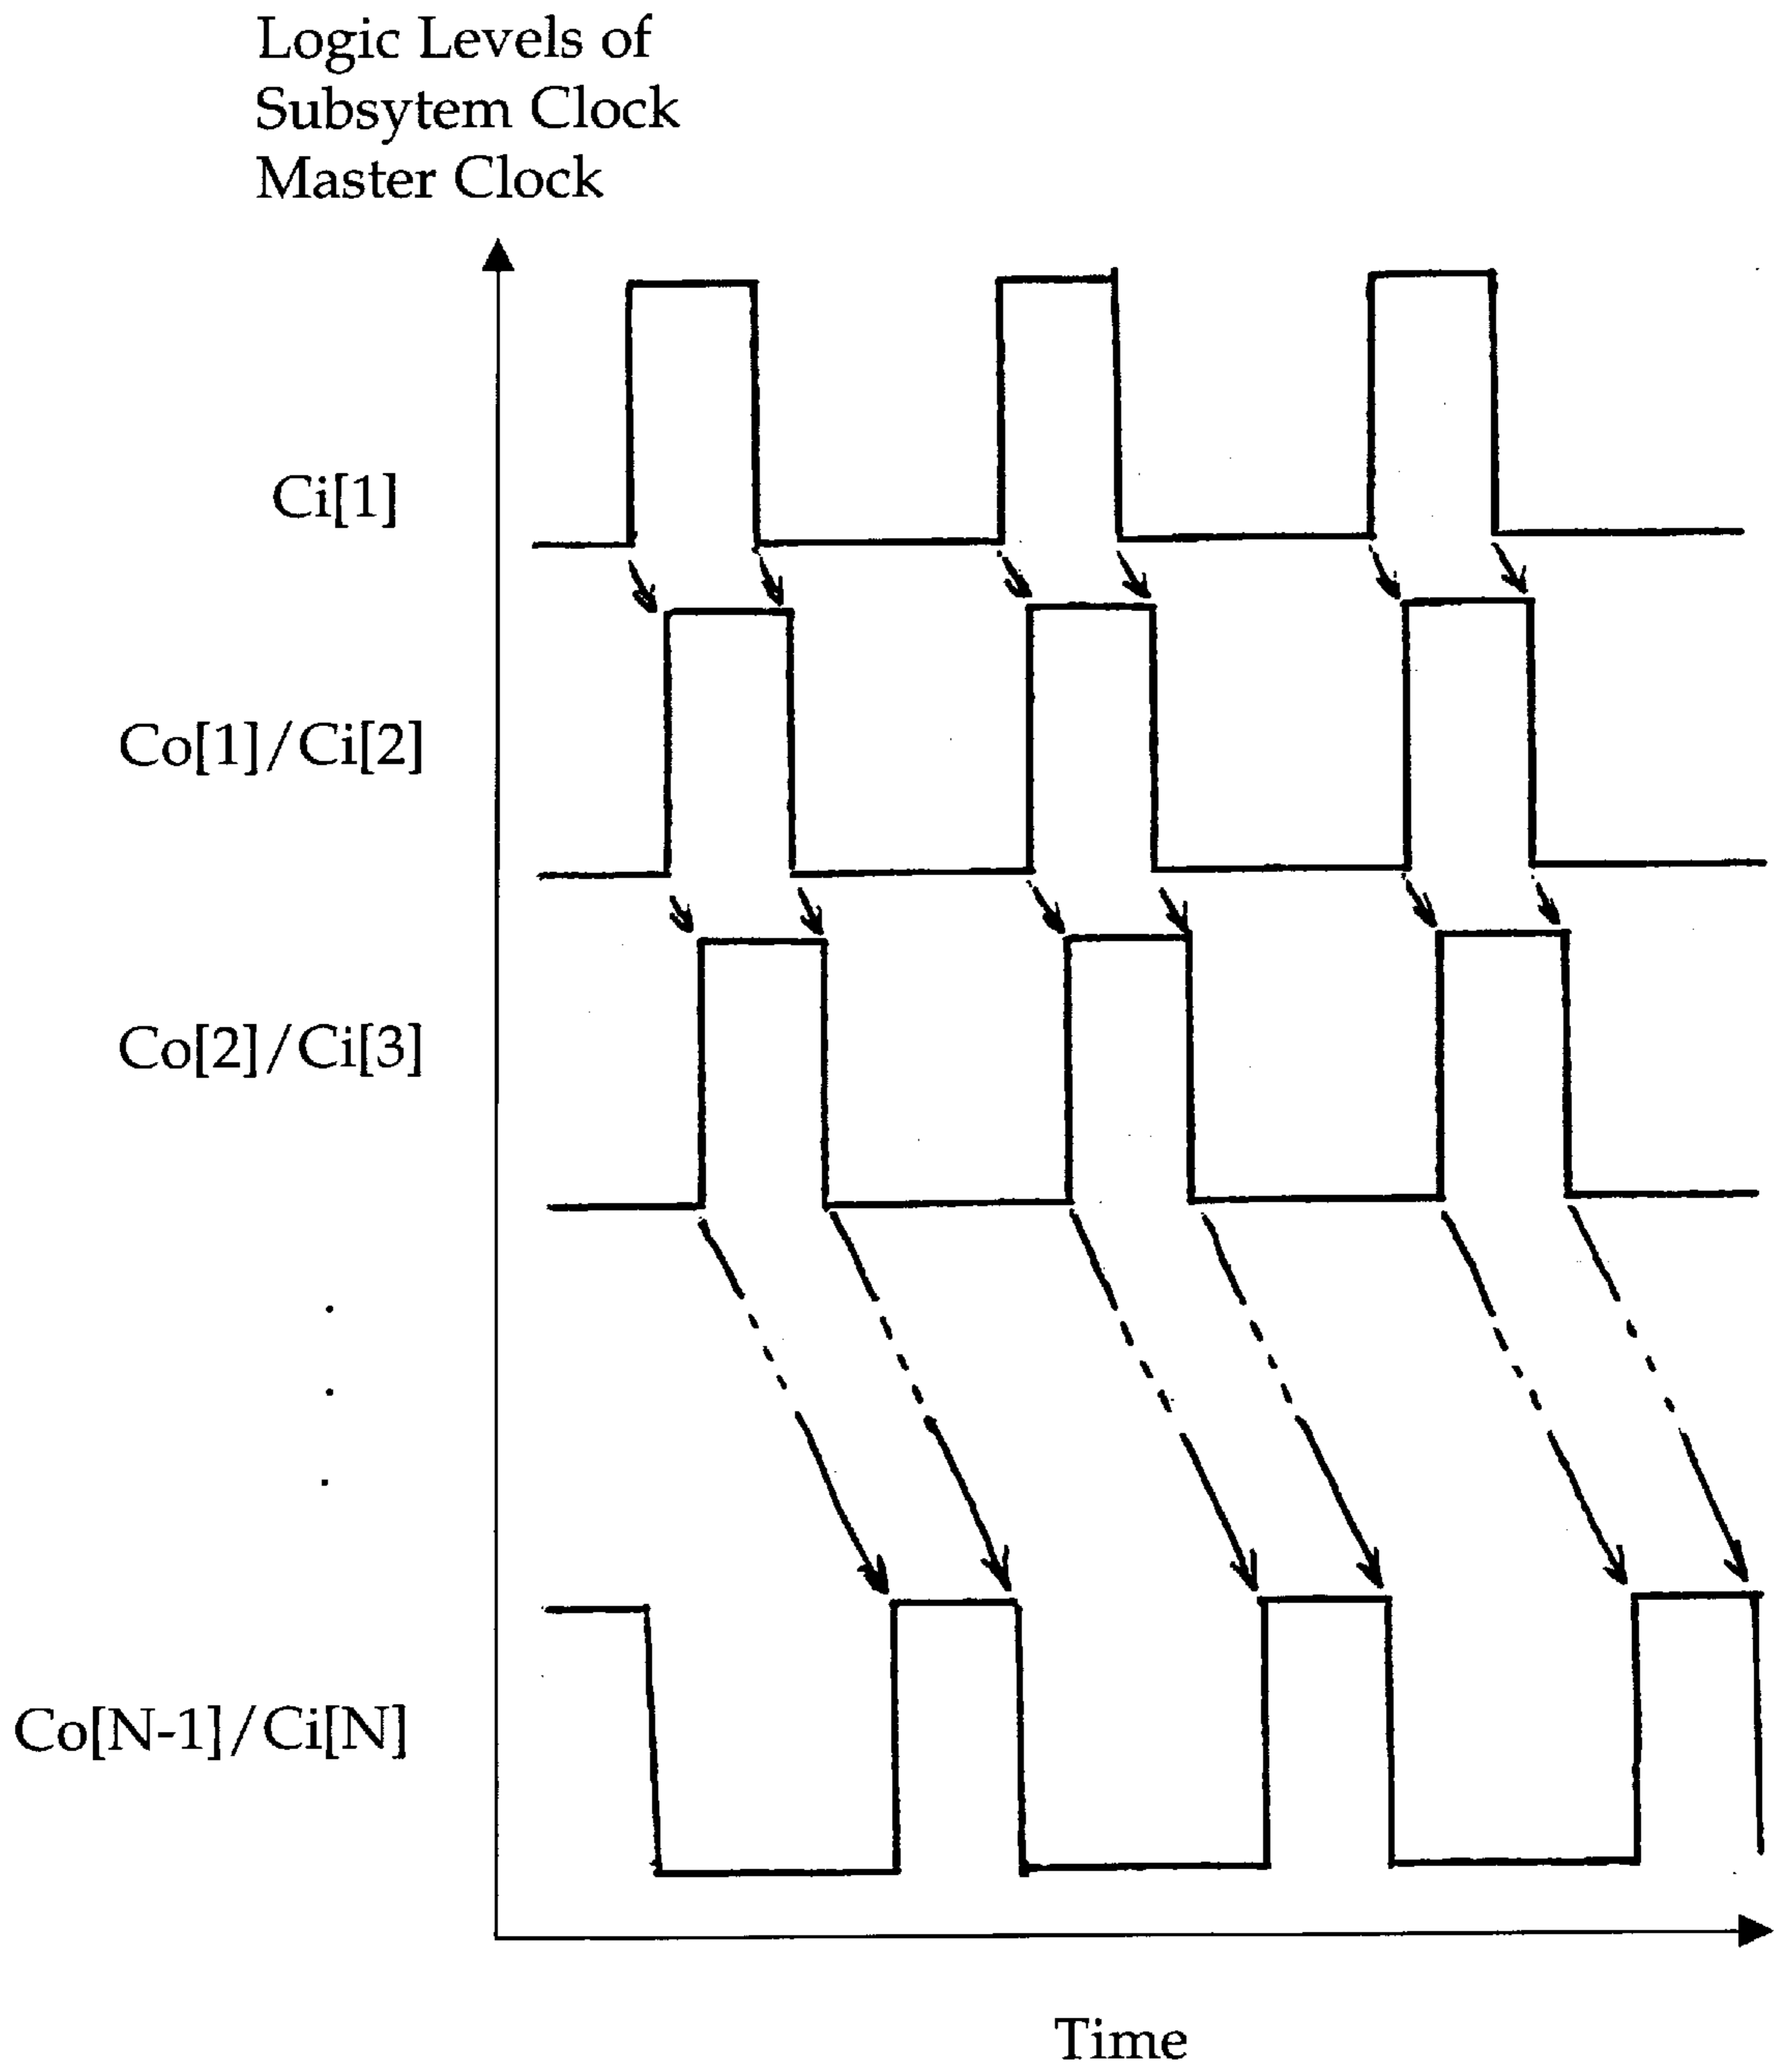 Logic Levels of
Subsytem Clock
Master Clock
Ci[1]
Co[1]/Ci[2]
Co[2]/Ci[3]
.
.
.
Co[N-1]/Ci[N]
Time